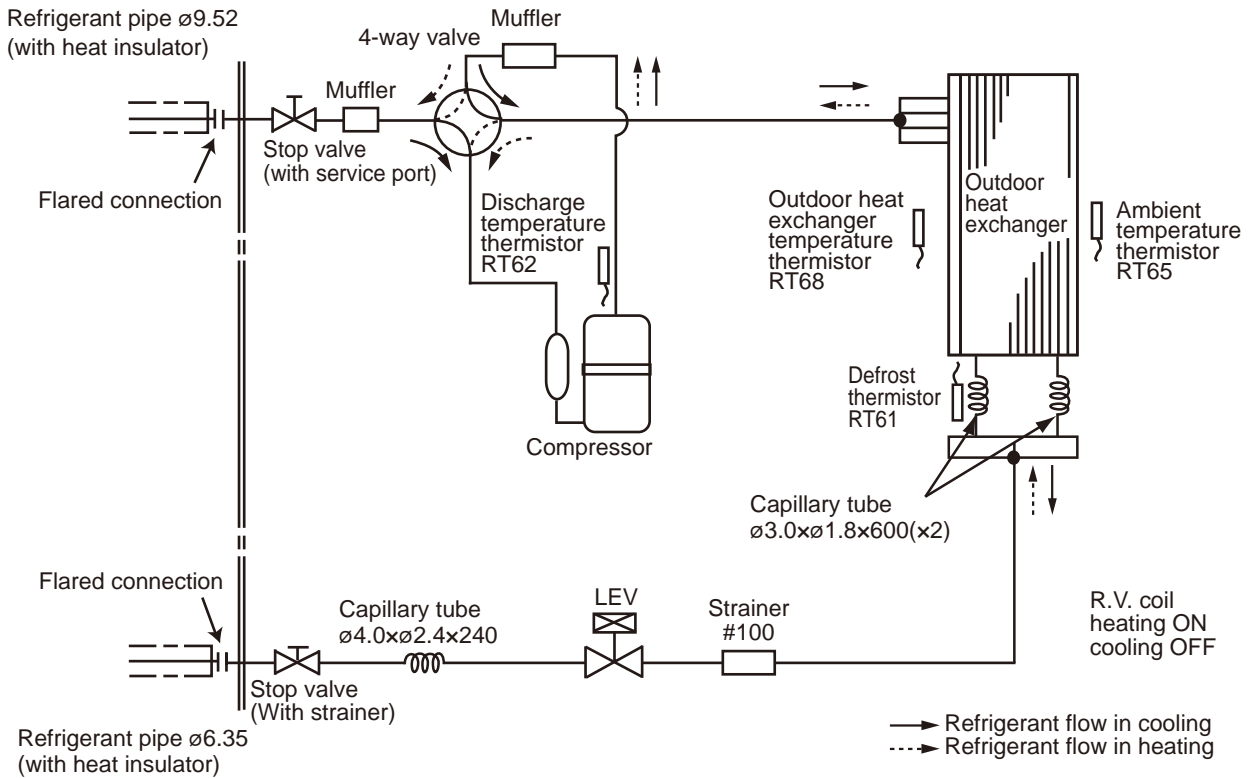 Refrigerant pipe ø9.52
(with heat insulator)
Muffler
4-way valve
Muffler
Stop valve
(with service port)
Flared connection
Discharge
temperature
thermistor
RT62
Outdoor heat
exchanger
temperature
thermistor
RT68
Outdoor
heat
exchanger
Ambient
temperature
thermistor
RT65
Defrost
thermistor
RT61
Compressor
Capillary tube
ø3.0×ø1.8×600(×2)
Flared connection
Capillary tube
ø4.0×ø2.4×240
LEV
Strainer
#100
R.V. coil
heating ON
cooling OFF
Stop valve
(With strainer)
Refrigerant pipe ø6.35
(with heat insulator)
Refrigerant flow in cooling
Refrigerant flow in heating